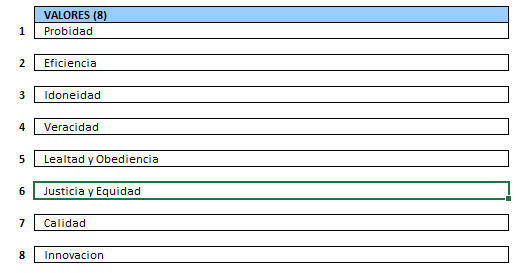 VALORES (8)
1 Probidad
2 Eficiencia
3 Idoneidad
4 Veracidad
5 Lealtad y Obediencia
6 Justicia y Equidad
7 Calidad
8 Innovacion